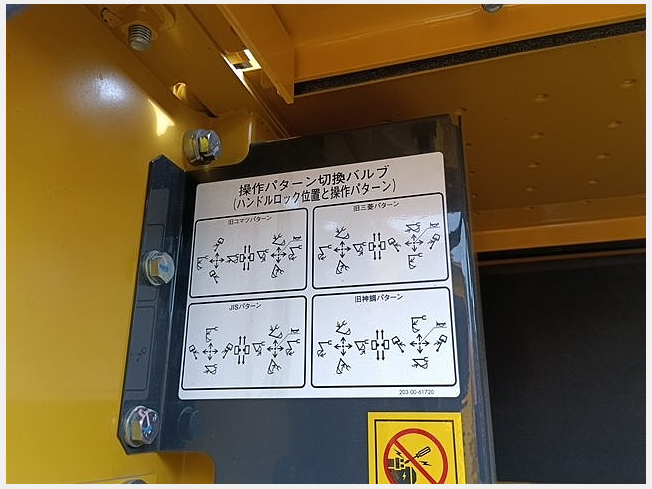 操作パターン切換バルブ
(ハンドルロック位置と操作パターン)
旧コマツパターン
旧三菱パターン
JISパターン
旧神鋼パターン
203-00-61720